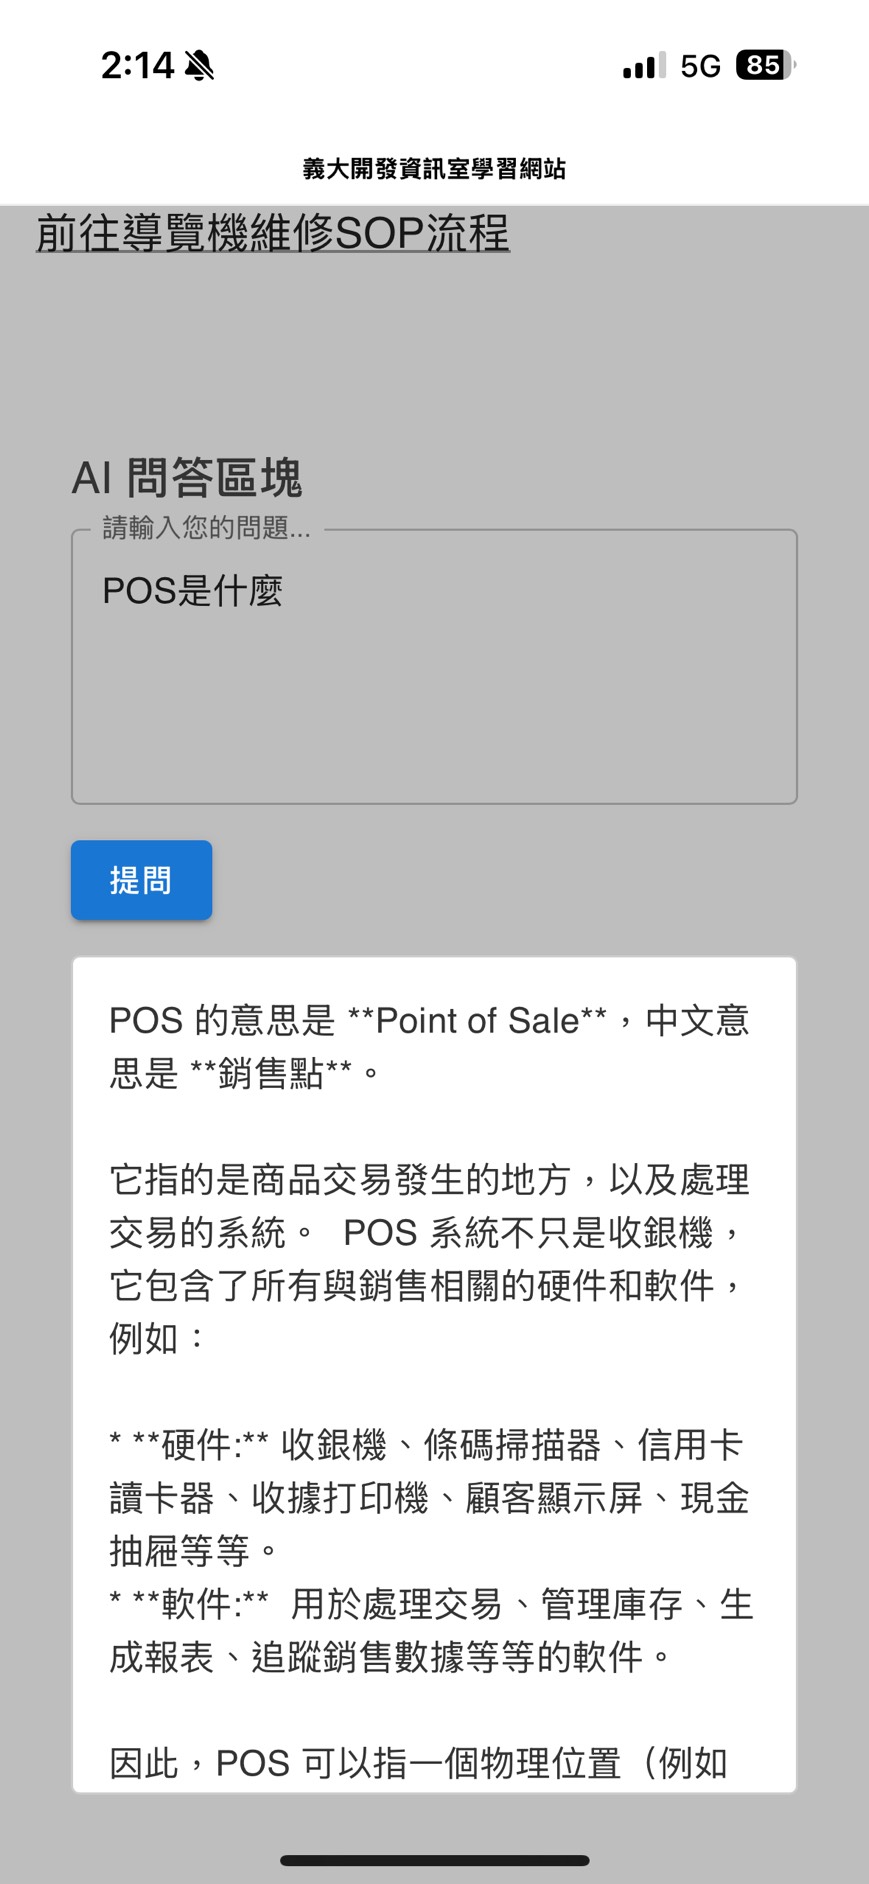 2:14
5G
85
義大開發資訊室學習網站
前往導覽機維修SOP流程
AI 問答區塊
請輸入您的問題...
POS是什麼
提問
POS 的意思是 **Point of Sale**，中文意
思是 **銷售點**。
它指的是商品交易發生的地方，以及處理
交易的系統。 POS 系統不只是收銀機，
它包含了所有與銷售相關的硬件和軟件，
例如：
* **硬件:** 收銀機、條碼掃描器、信用卡
讀卡器、收據打印機、顧客顯示屏、現金
抽屜等等。
* **軟件:**  用於處理交易、管理庫存、生
成報表、追蹤銷售數據等等的軟件。
因此，POS 可以指一個物理位置（例如